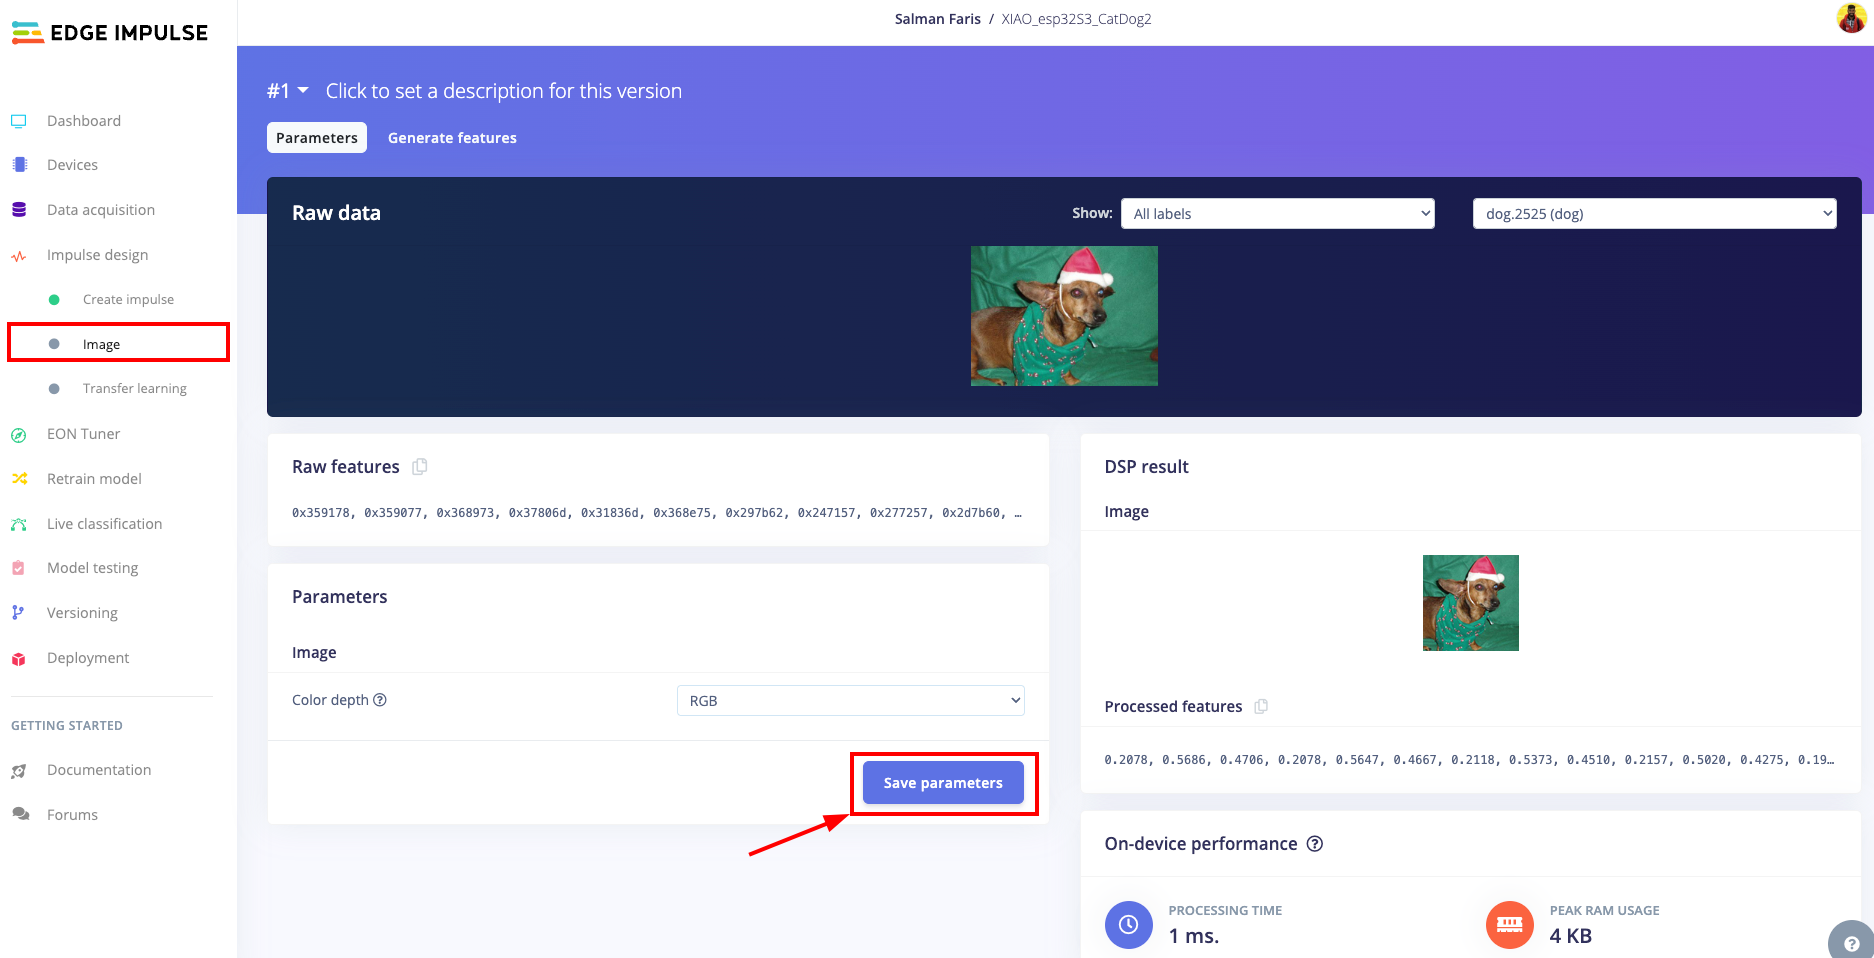 EDGE IMPULSE
Salman Faris / XIAO_esp32S3_CatDog2
Dashboard
Devices
Data acquisition
Impulse design
Create impulse
Image
Transfer learning
EON Tuner
Retrain model
Live classification
Model testing
Versioning
Deployment
GETTING STARTED
Documentation
Forums
#1 Click to set a description for this version
Parameters Generate features
Raw data
Show: All labels dog.2525 (dog)
Raw features
0x359178, 0x359077, 0x368973, 0x37806d, 0x31836d, 0x368e75, 0x297b62, 0x247157, 0x277257, 0x2d7b60, …
Parameters
Image
Color depth RGB
Save parameters
DSP result
Image
Processed features
0.2078, 0.5686, 0.4706, 0.2078, 0.5647, 0.4667, 0.2118, 0.5373, 0.4510, 0.2157, 0.5020, 0.4275, 0.19…
On-device performance
PROCESSING TIME
1 ms.
PEAK RAM USAGE
4 KB